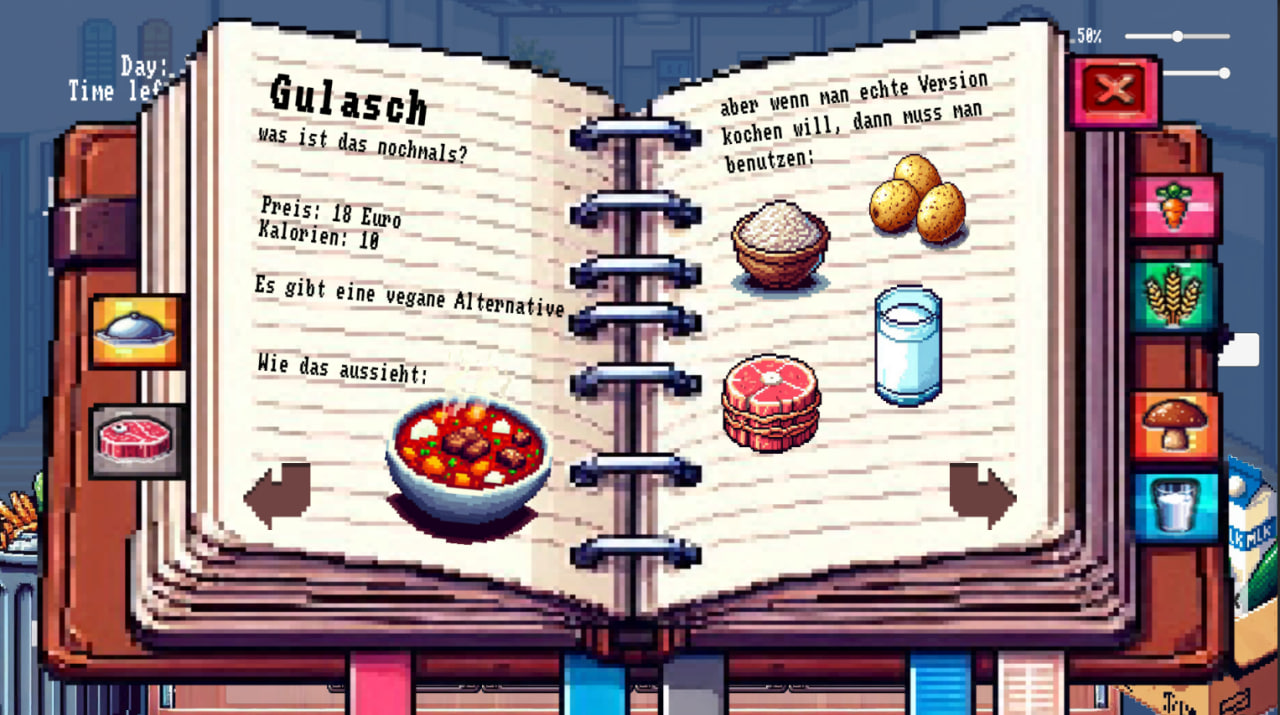 50%
Day:
Time lef
Gulasch
was ist das nochmals?
Preis: 18 Euro
Kalorien: 10
Es gibt eine vegane Alternative
Wie das aussieht:
aber wenn man echte Version
kochen will, dann muss man
benutzen:
MLK